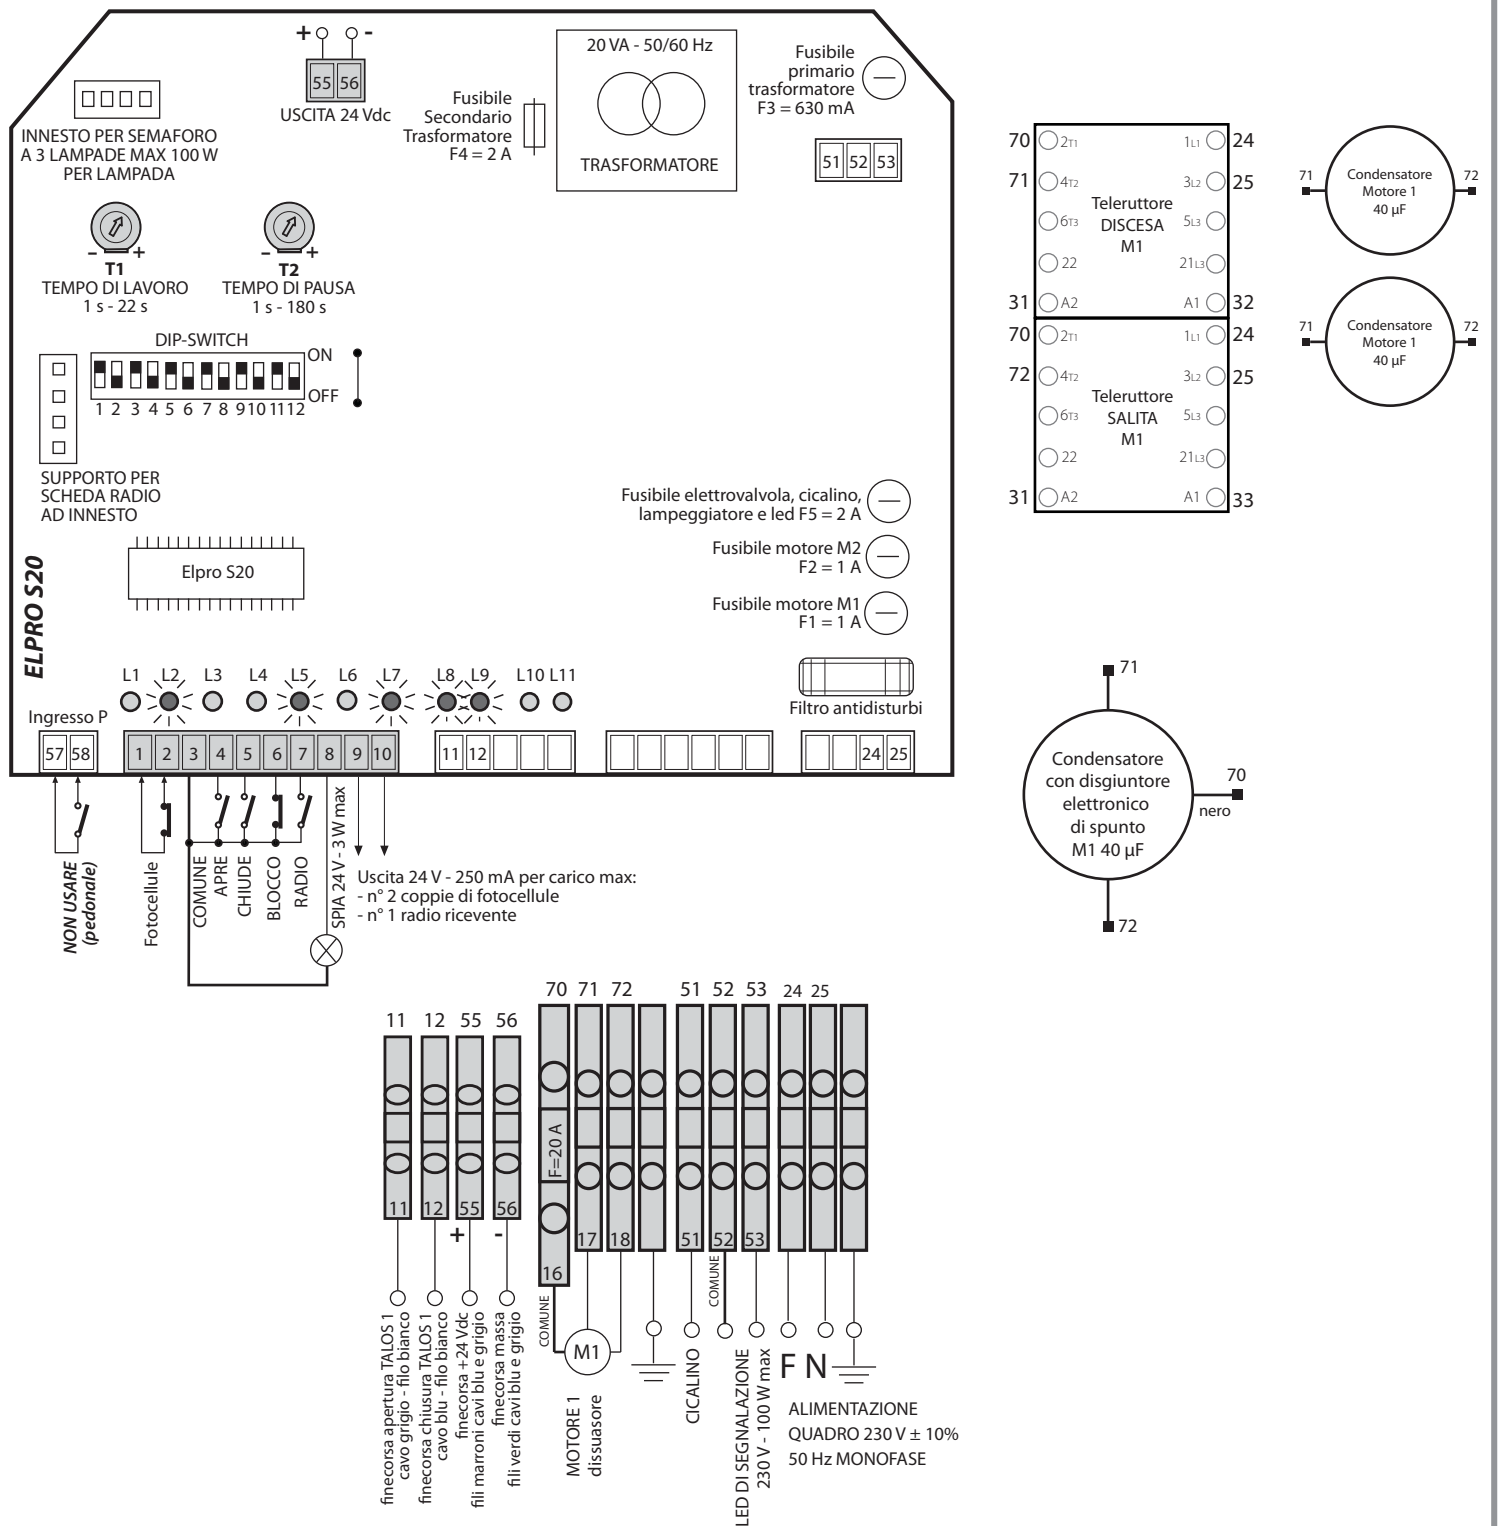 + -
55 56
USCITA 24 Vdc
INNESTO PER SEMAFORO
A 3 LAMPADE MAX 100 W
PER LAMPADA
Fusibile
Secondario
Trasformatore
F4 = 2 A
20 VA - 50/60 Hz
TRASFORMATORE
Fusibile
primario
trasformatore
F3 = 630 mA
51 52 53
- +
T1
TEMPO DI LAVORO
1 s - 22 s
- +
T2
TEMPO DI PAUSA
1 s - 180 s
DIP-SWITCH
ON
OFF
1 2 3 4 5 6 7 8 9 10 11 12
SUPPORTO PER
SCHEDA RADIO
AD INNESTO
Elpro S20
ELPRO S20
Fusibile elettrovalvola, cicalino,
lampeggiatore e led F5 = 2 A
Fusibile motore M2
F2 = 1 A
Fusibile motore M1
F1 = 1 A
Filtro antidisturbi
L1 L2 L3 L4 L5 L6 L7 L8 L9 L10 L11
Ingresso P
57 58 1 2 3 4 5 6 7 8 9 10 11 12 24 25
NON USARE
(pedonale)
Fotocellule
COMUNE
APRE
CHIUDE
BLOCCO
RADIO
SPIA 24 V - 3 W max
Uscita 24 V - 250 mA per carico max:
- n° 2 coppie di fotocellule
- n° 1 radio ricevente
70 2T1 1L1 24
71 4T2 3L2 25
Teleruttore
DISCESA
M1
6T3 5L3
22 21L3
31 A2 A1 32
70 2T1 1L1 24
72 4T2 3L2 25
Teleruttore
SALITA
M1
6T3 5L3
22 21L3
31 A2 A1 33
71 72
Condensatore
Motore 1
40 µF
71 72
Condensatore
Motore 1
40 µF
71
Condensatore
con disgiuntore
elettronico
di spunto
M1 40 µF
70
nero
72
11 12 55 56 70 71 72 51 52 53 24 25
F=20 A
11 12 55 56 16 17 18 51 52 53
+ -
finecorsa apertura TALOS 1
cavo grigio - filo bianco
finecorsa chiusura TALOS 1
cavo blu - filo bianco
finecorsa +24 Vdc
fili marroni cavi blu e grigio
finecorsa massa
fili verdi cavi blu e grigio
COMUNE
M1
MOTORE 1
dissuasore
CICALINO
COMUNE
LED DI SEGNALAZIONE
230 V - 100 W max
F N
ALIMENTAZIONE
QUADRO 230 V ± 10%
50 Hz MONOFASE